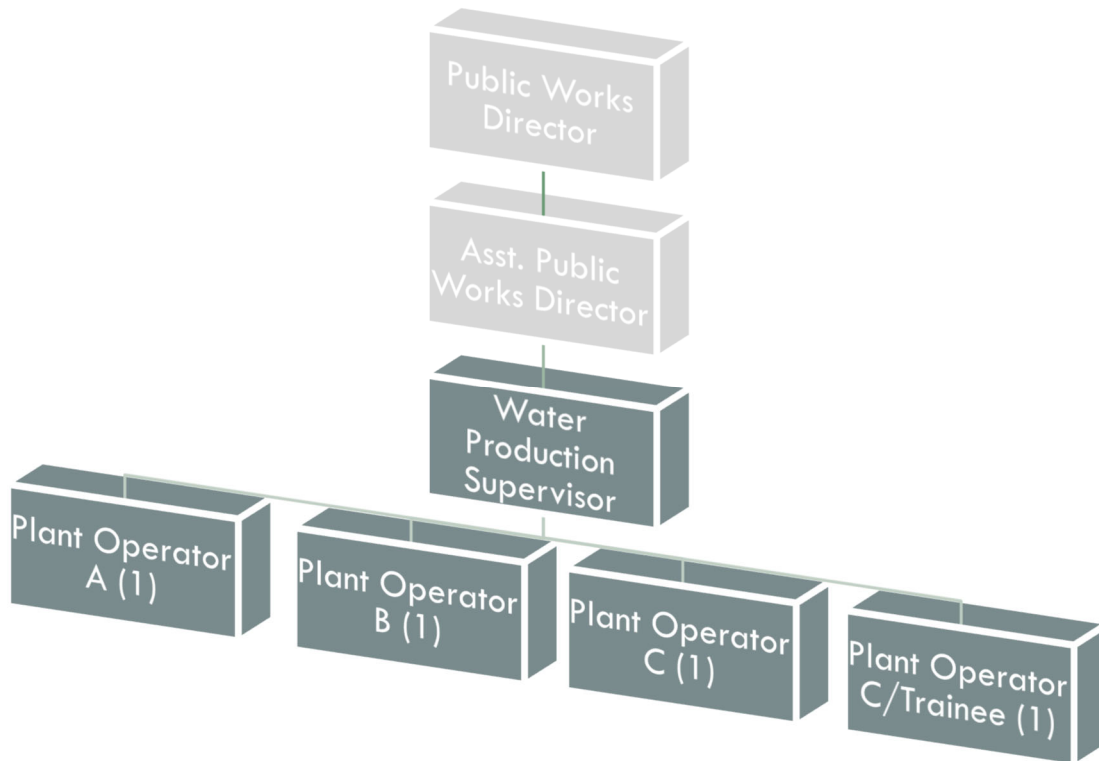 Public Works
Director
Asst. Public
Works Director
Water
Production
Supervisor
Plant Operator
A (1)
Plant Operator
B (1)
Plant Operator
C (1)
Plant Operator
C/Trainee (1)